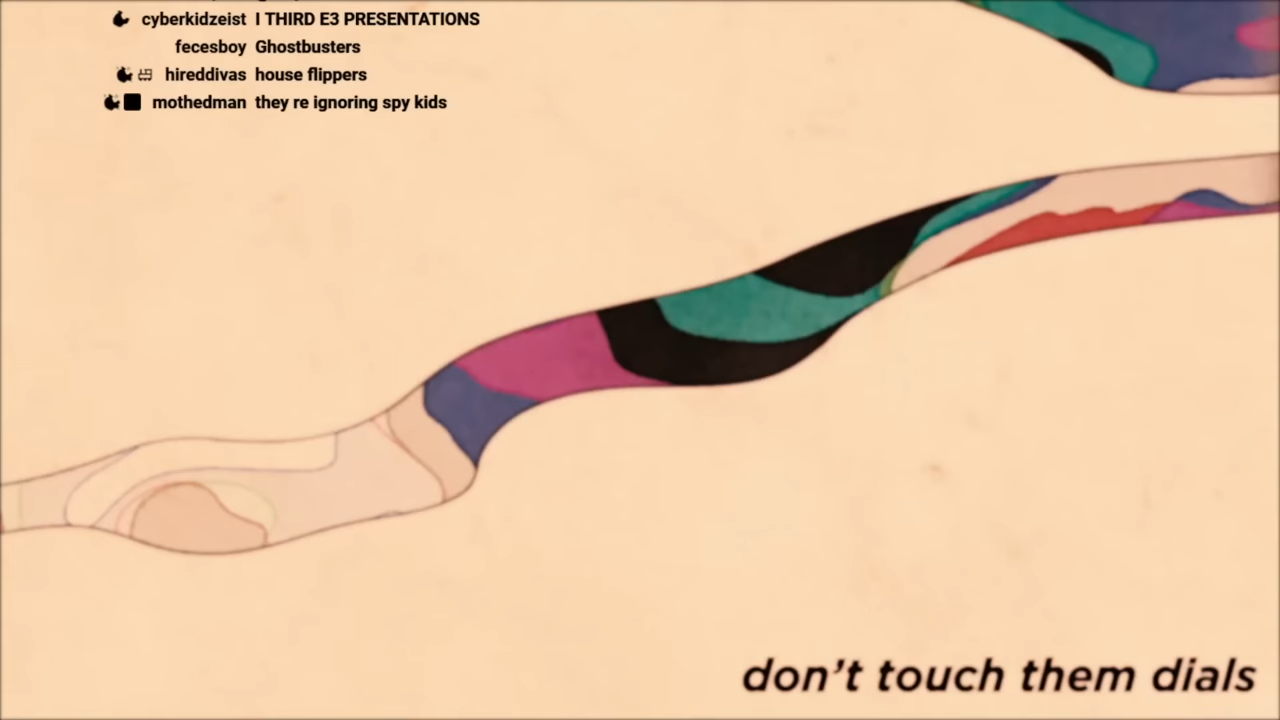 cyberkidzeist I THIRD E3 PRESENTATIONS
fecesboy Ghostbusters
hireddivas house flippers
mothedman they re ignoring spy kids
don't touch them dials